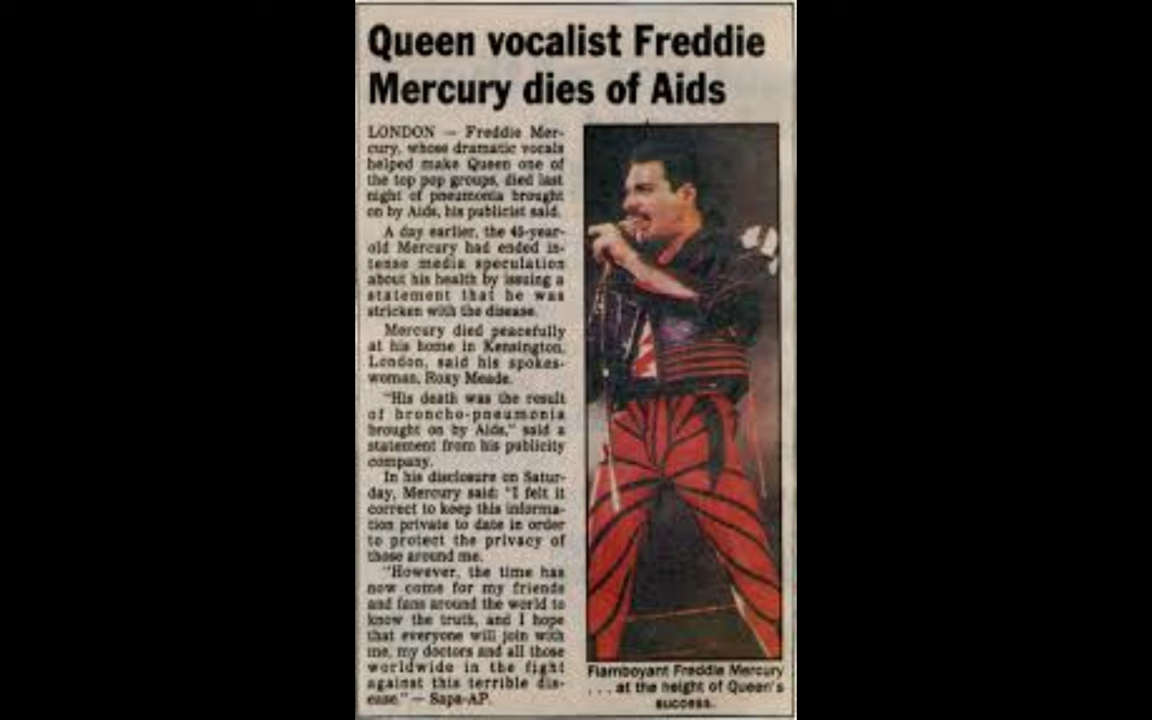 Queen vocalist Freddie
Mercury dies of Aids
LONDON — Freddie Mer-
cury, whose dramatic vocals
helped make Queen one of
the top pop groups, died last
night of pneumonia brought
on by Aids, his publicist said.
A day earlier, the 45-year-
old Mercury had ended in-
tense media speculation
about his health by issuing a
statement that he was
stricken with the disease.
Mercury died peacefully
at his home in Kensington,
London, said his spokes-
woman, Roxy Meade.
"His death was the result
of broncho-pneumonia
brought on by Aids," said a
statement from his publicity
company.
In his disclosure on Satur-
day, Mercury said: "I felt it
correct to keep this informa-
tion private to date in order
to protect the privacy of
those around me.
"However, the time has
now come for my friends
and fans around the world to
know the truth, and I hope
that everyone will join with
me, my doctors and all those
worldwide in the fight
against this terrible dis-
ease." — Sapa-AP.
Flamboyant Freddie Mercury
... at the height of Queen's
success.